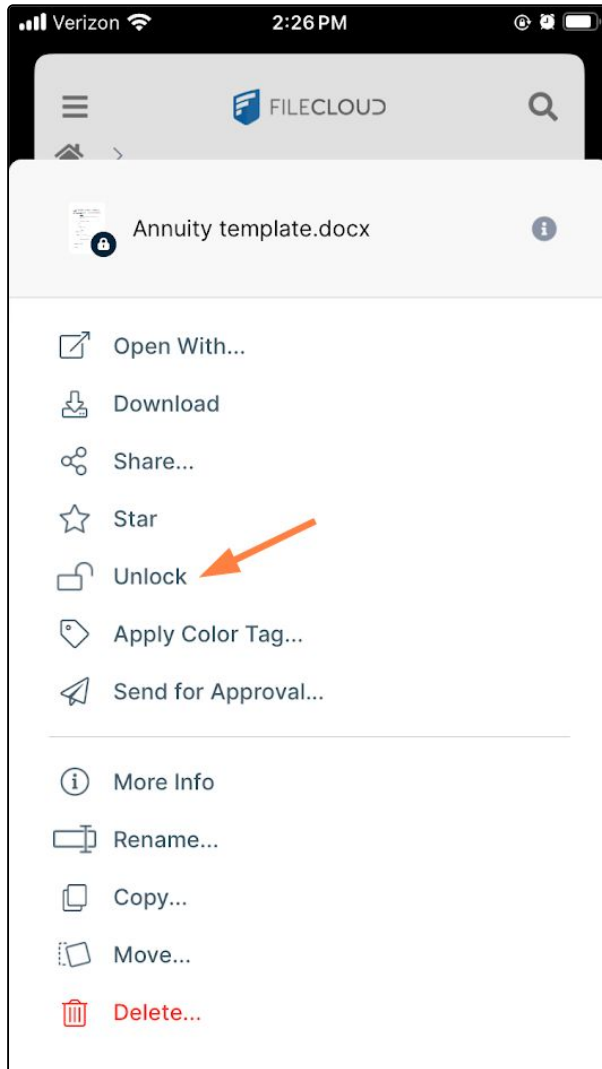 Verizon 2:26 PM
FILECLOUD
Annuity template.docx
Open With...
Download
Share...
Star
Unlock
Apply Color Tag...
Send for Approval...
More Info
Rename...
Copy...
Move...
Delete...